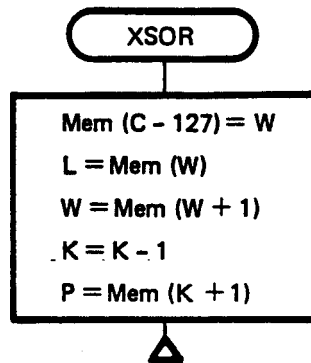 XSOR
Mem (C - 127) = W
L = Mem (W)
W = Mem (W + 1)
K = K - 1
P = Mem (K + 1)